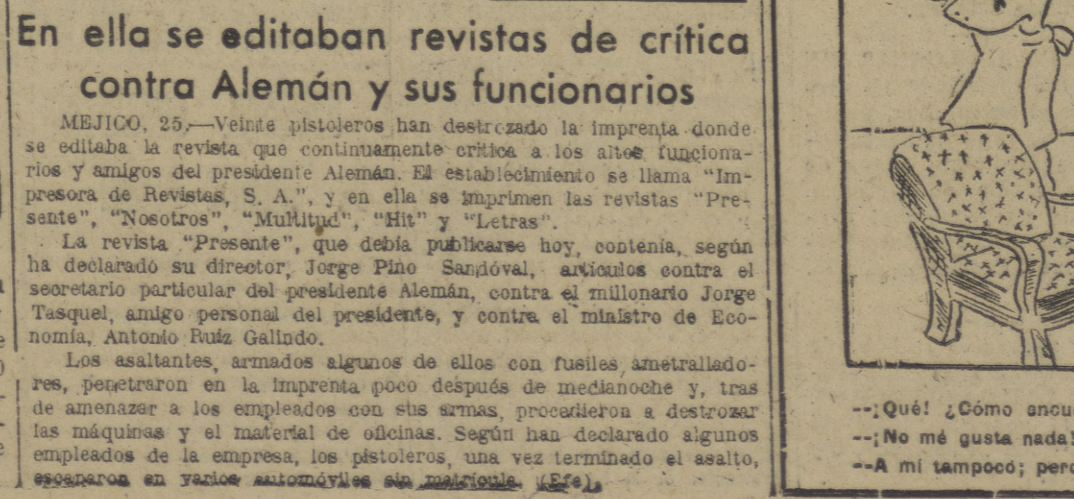 En ella se editaban revistas de crítica
contra Alemán y sus funcionarios
MEJICO, 25.—Veinte pistoleros han destrozado la imprenta donde
se editaba la revista que continuamente critica a los altos funciona-
rios y amigos del presidente Alemán. El establecimiento se llama "Im-
presora de Revistas, S. A.", y en ella se imprimen las revistas "Pre-
sente", "Nosotros", "Multitud", "Hit" y "Letras".
La revista "Presente", que debía publicarse hoy, contenía, según
ha declarado su director, Jorge Pino Sandóval, artículos contra el
secretario particular del presidente Alemán, contra el millonario Jorge
Tasquel, amigo personal del presidente, y contra el ministro de Eco-
nomía, Antonio Ruiz Galindo.
Los asaltantes, armados algunos de ellos con fusiles ametrallado-
res, penetraron en la imprenta poco después de medianoche y, tras
de amenazar a los empleados con sus armas, procedieron a destrozar
las máquinas y el material de oficinas. Según han declarado algunos
empleados de la empresa, los pistoleros, una vez terminado el asalto,
escaparon en varios automóviles sin matrícula. (Efe).
--¡Qué! ¿Cómo encu
--¡No mé gusta nada!
--A mí tampoco; perc